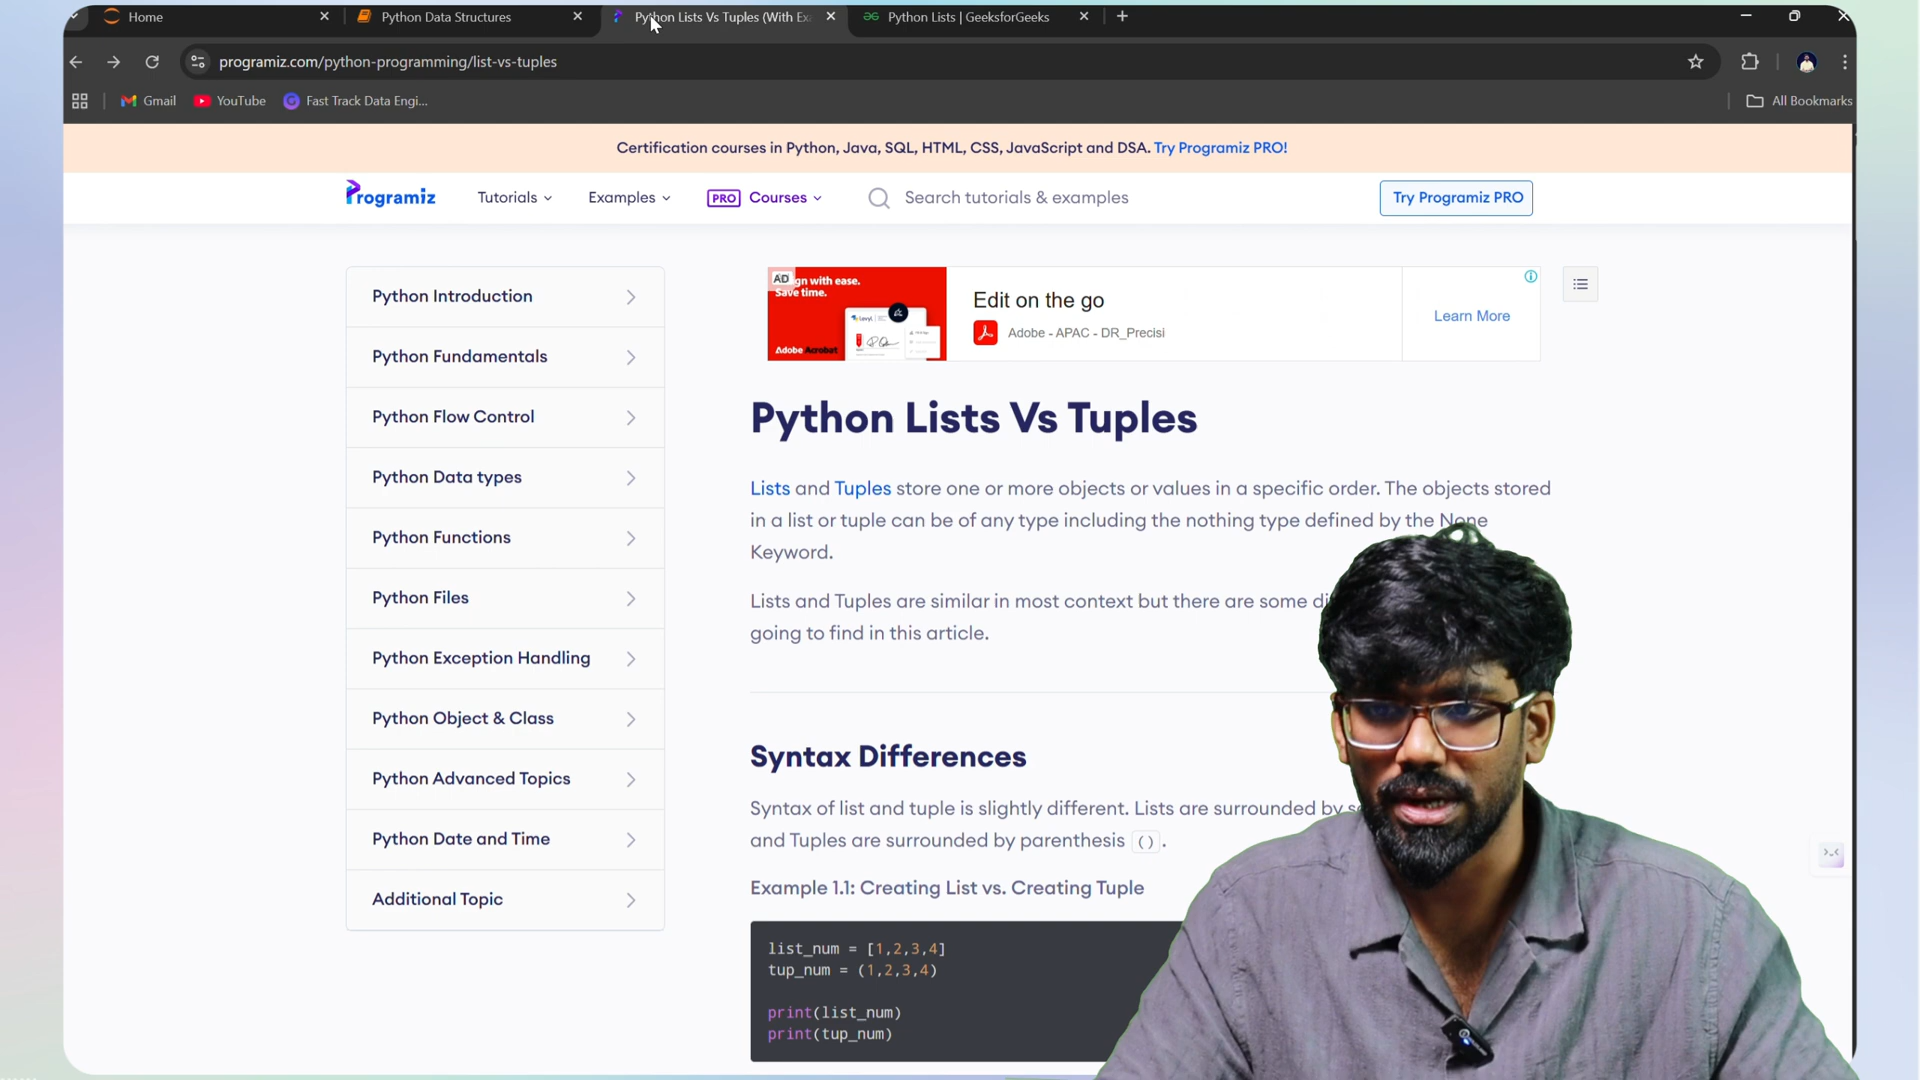 Home
Python Data Structures
Python Lists Vs Tuples (With Exa
Python Lists | GeeksforGeeks
programiz.com/python-programming/list-vs-tuples
Gmail
YouTube
Fast Track Data Engi...
All Bookmarks
Certification courses in Python, Java, SQL, HTML, CSS, JavaScript and DSA. Try Programiz PRO!
Programiz
Tutorials
Examples
PRO Courses
Search tutorials & examples
Try Programiz PRO
Python Introduction
Python Fundamentals
Python Flow Control
Python Data types
Python Functions
Python Files
Python Exception Handling
Python Object & Class
Python Advanced Topics
Python Date and Time
Additional Topic
AD
gn with ease.
Save time.
Adobe Acrobat
Edit on the go
Adobe - APAC - DR_Precisi
Learn More
Python Lists Vs Tuples
Lists and Tuples store one or more objects or values in a specific order. The objects stored
in a list or tuple can be of any type including the nothing type defined by the None
Keyword.
Lists and Tuples are similar in most context but there are some di
going to find in this article.
Syntax Differences
Syntax of list and tuple is slightly different. Lists are surrounded by s
and Tuples are surrounded by parenthesis ().
Example 1.1: Creating List vs. Creating Tuple
list_num = [1,2,3,4]
tup_num = (1,2,3,4)
print(list_num)
print(tup_num)